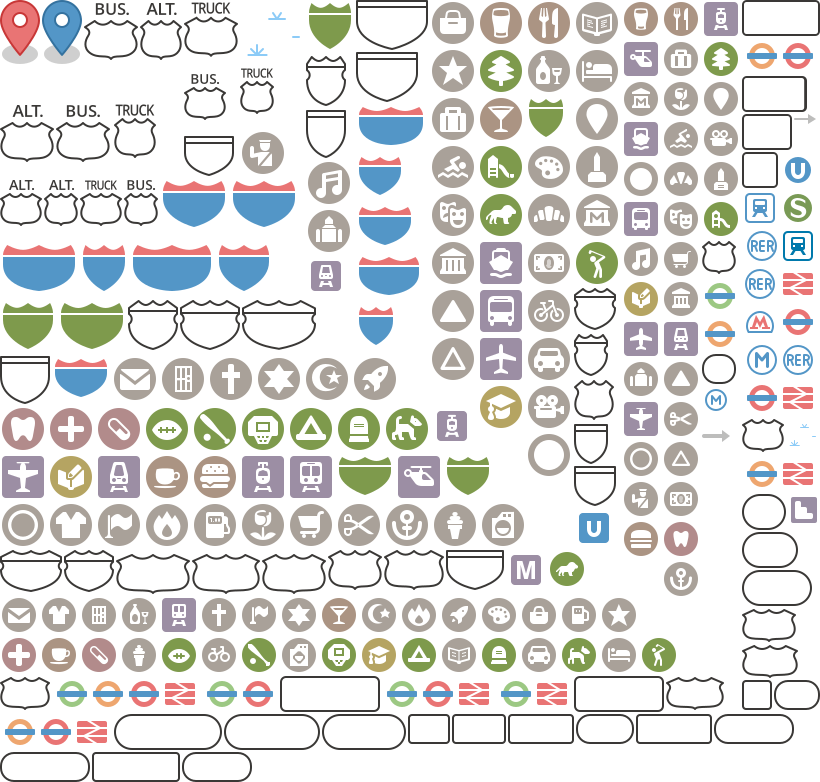 BUS. ALT. TRUCK
BUS. TRUCK
ALT. BUS. TRUCK
ALT. ALT. TRUCK BUS.
U
S
RER
RER
M
M RER
M
U
M